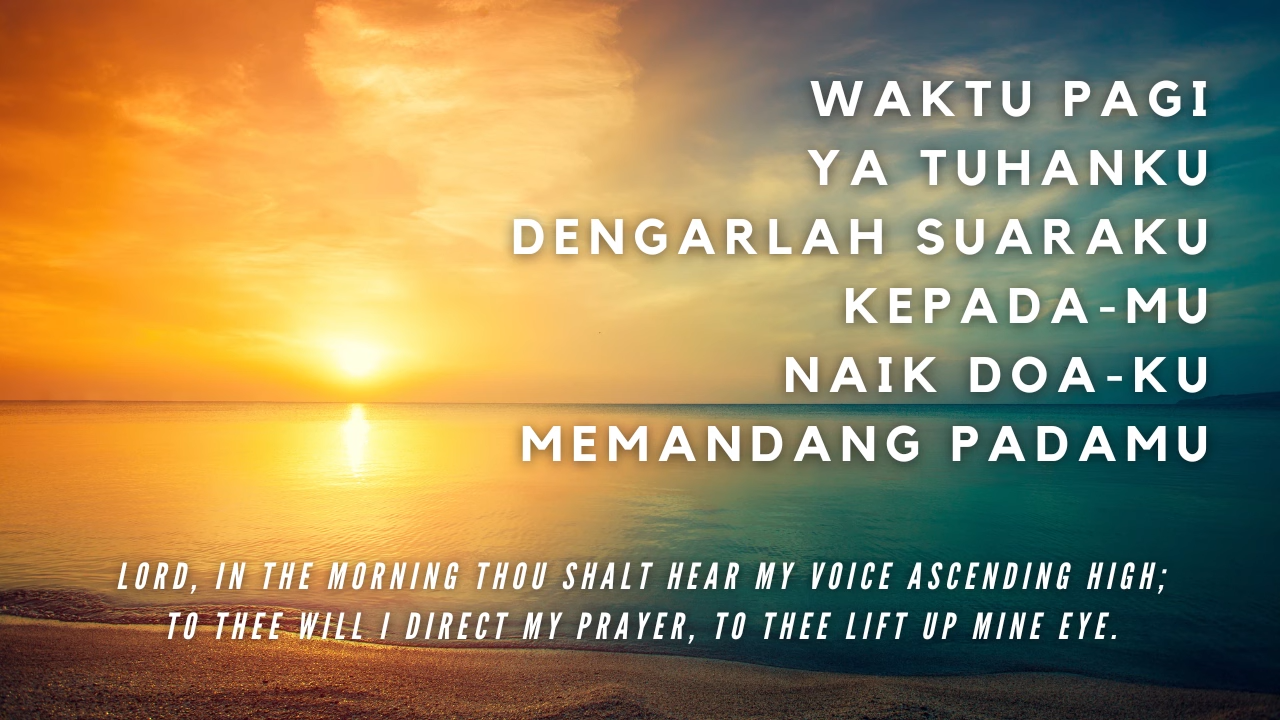 WAKTU PAGI
YA TUHANKU
DENGARLAH SUARAKU
KEPADA-MU
NAIK DOA-KU
MEMANDANG PADAMU
LORD, IN THE MORNING THOU SHALT HEAR MY VOICE ASCENDING HIGH;
TO THEE WILL I DIRECT MY PRAYER, TO THEE LIFT UP MINE EYE.